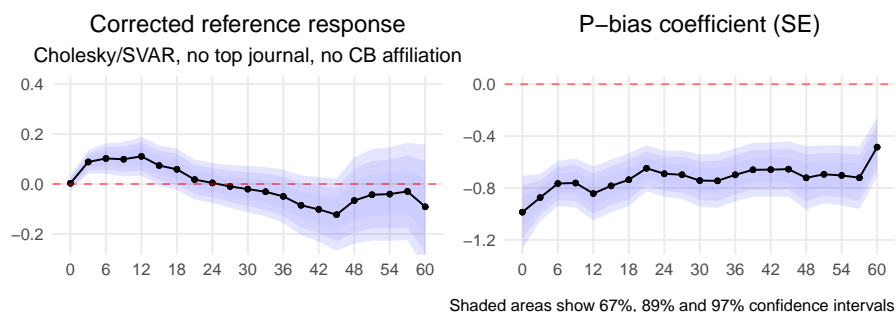 Corrected reference response
Cholesky/SVAR, no top journal, no CB affiliation
0.4
0.2
0.0
−0.2
0 6 12 18 24 30 36 42 48 54 60
P−bias coefficient (SE)
0.0
−0.4
−0.8
−1.2
0 6 12 18 24 30 36 42 48 54 60
Shaded areas show 67%, 89% and 97% confidence intervals